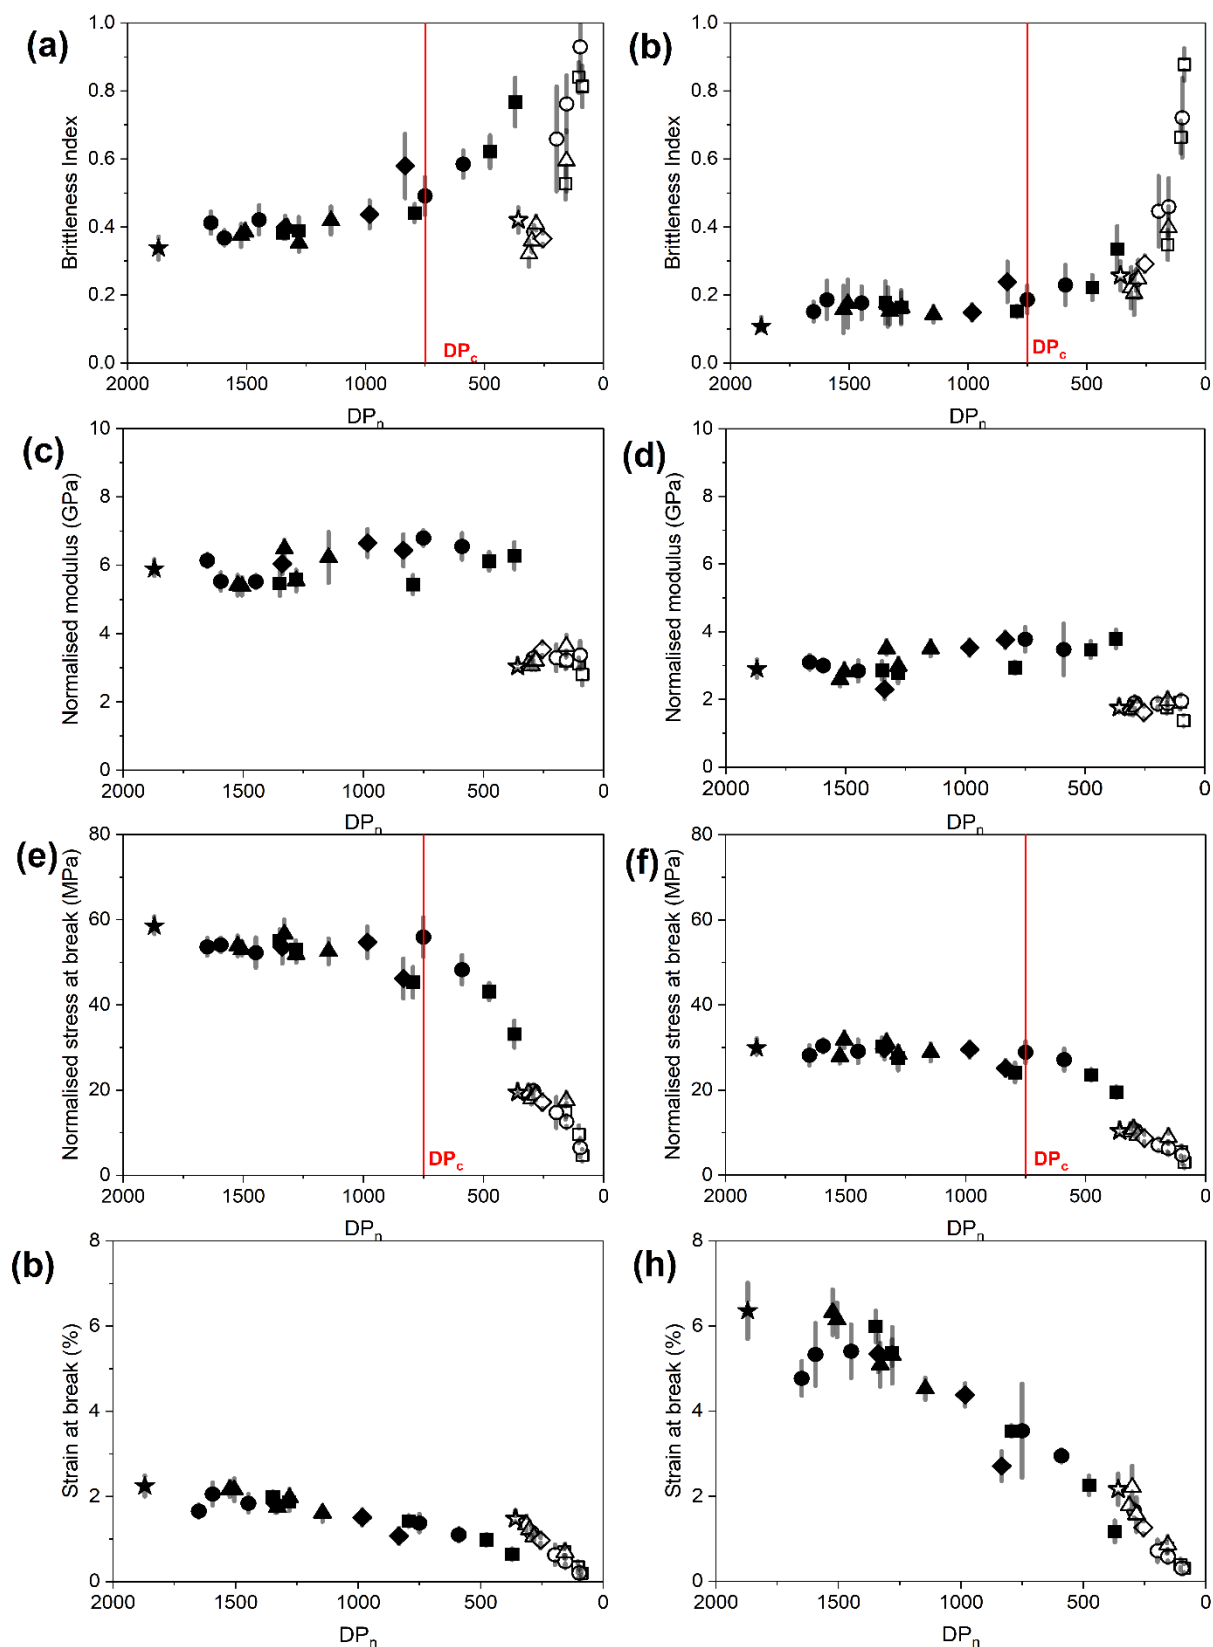 (a)
Brittleness Index
1.0
0.8
0.6
0.4
0.2
0.0
DPc
2000 1500 1000 500 0
DPn
(b)
Brittleness Index
1.0
0.8
0.6
0.4
0.2
0.0
DPc
2000 1500 1000 500 0
DPn
(c)
Normalised modulus (GPa)
10
8
6
4
2
0
2000 1500 1000 500 0
DPn
(d)
Normalised modulus (GPa)
10
8
6
4
2
0
2000 1500 1000 500 0
DPn
(e)
Normalised stress at break (MPa)
80
60
40
20
0
DPc
2000 1500 1000 500 0
DPn
(f)
Normalised stress at break (MPa)
80
60
40
20
0
DPc
2000 1500 1000 500 0
DPn
(b)
Strain at break (%)
8
6
4
2
0
2000 1500 1000 500 0
DPn
(h)
Strain at break (%)
8
6
4
2
0
2000 1500 1000 500 0
DPn